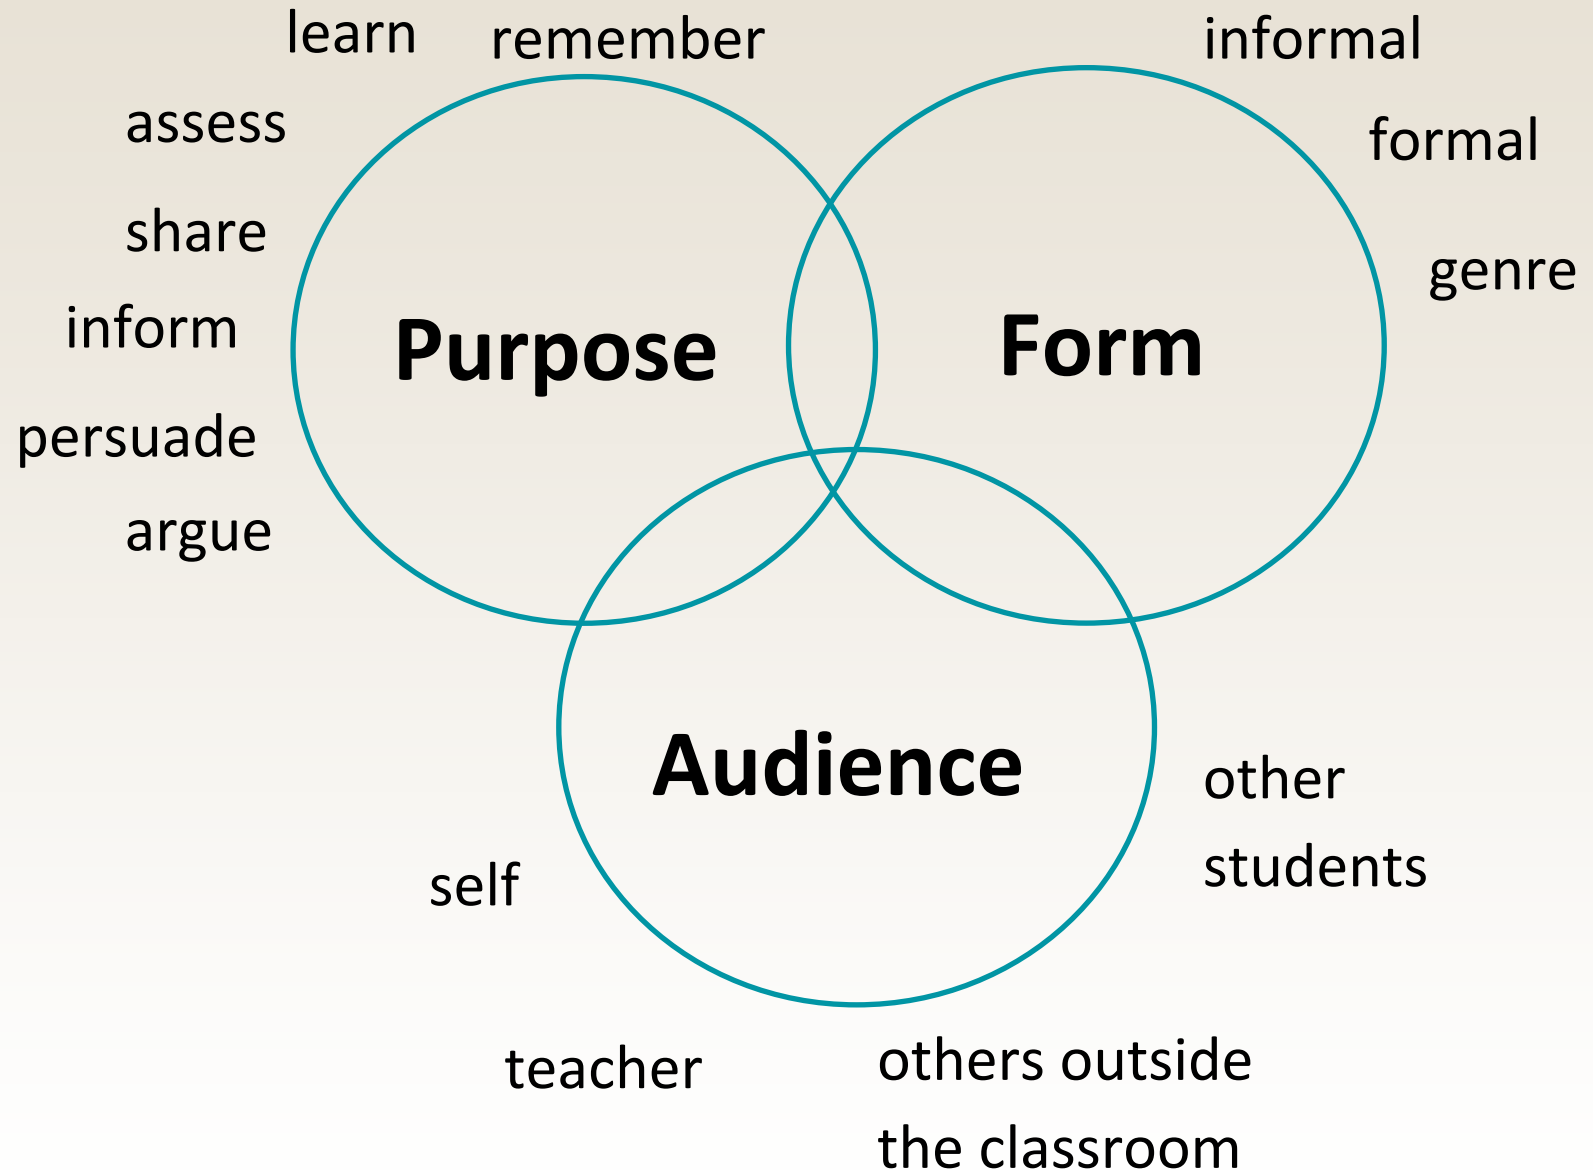 learn
remember
informal
assess
formal
share
genre
inform
Purpose
Form
persuade
argue
Audience
other
students
self
teacher
others outside
the classroom